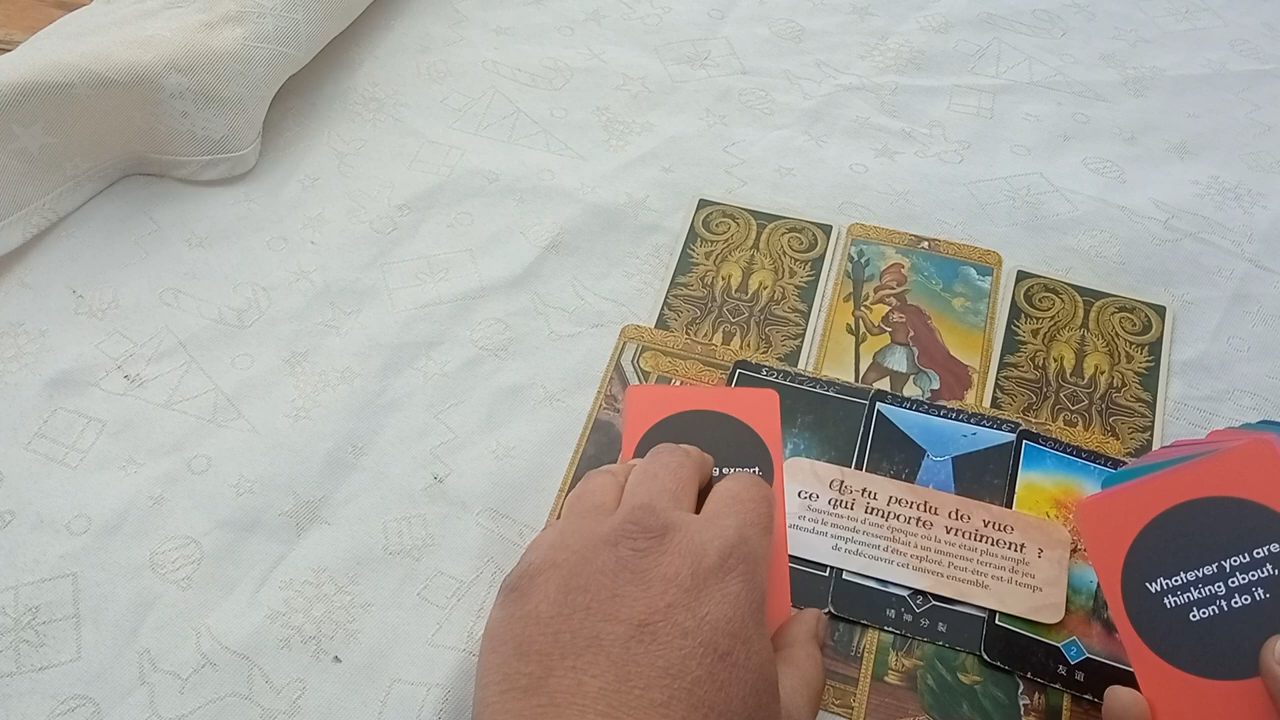 SOLITUDE
SCHIZOPHRENIE
CONVIVIAL
g expert.
As-tu perdu de vue
ce qui importe vraiment ?
Souviens-toi d'une époque où la vie était plus simple
et où le monde ressemblait à un immense terrain de jeu
attendant simplement d'être exploré. Peut-être est-il temps
de redécouvrir cet univers ensemble.
2
精神分裂
2
友谊
Whatever you are
thinking about,
don't do it.